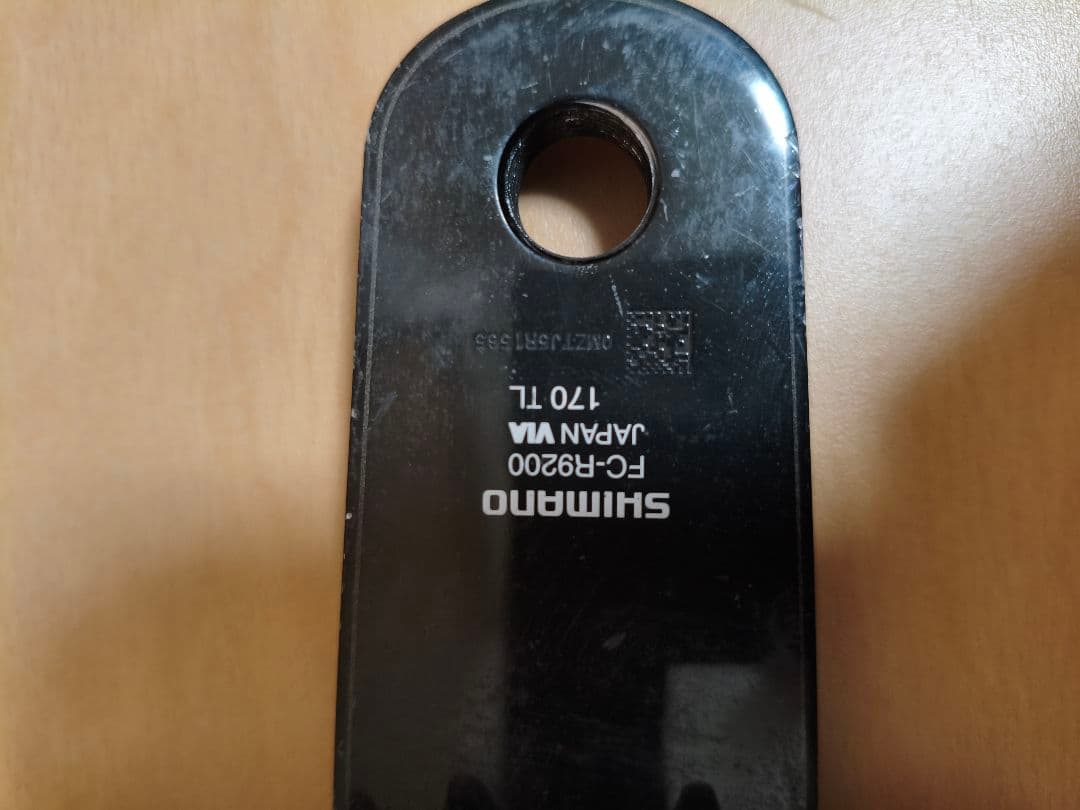 SHIMANO
FC-R9200
JAPAN VIA
170 TL